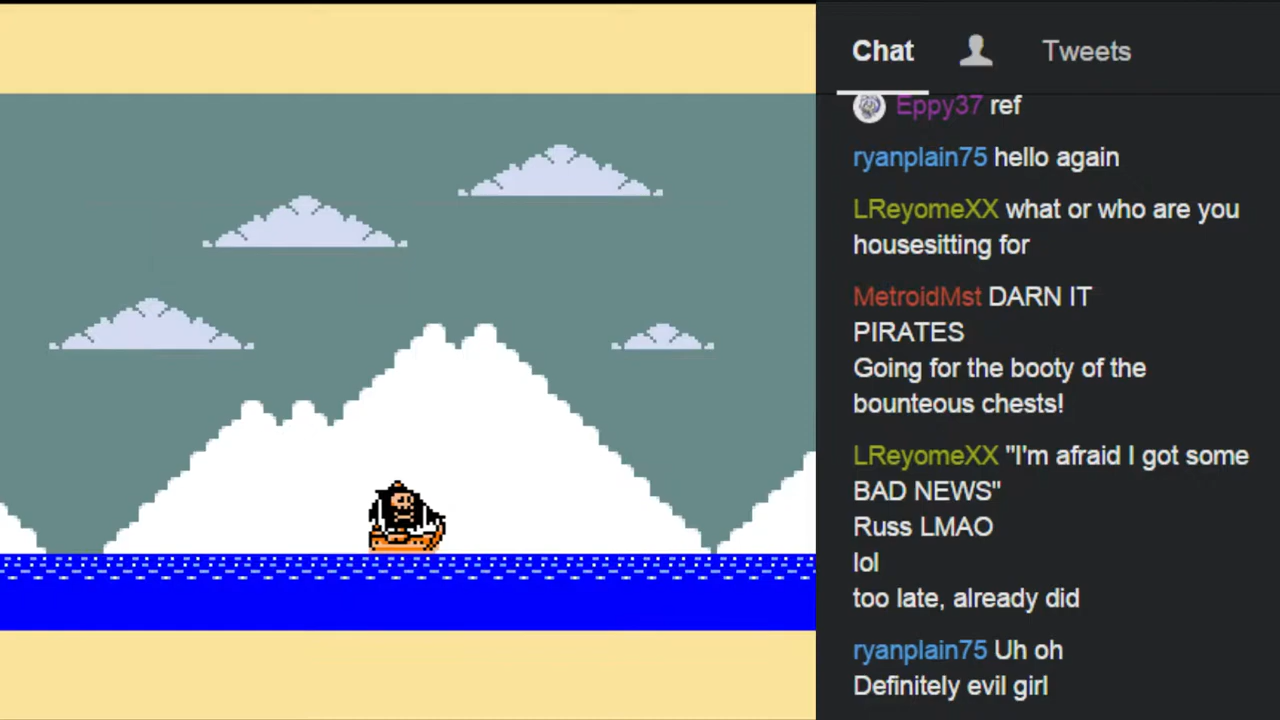 Chat Tweets
Eppy37 ref
ryanplain75 hello again
LReyomeXX what or who are you
housesitting for
MetroidMst DARN IT
PIRATES
Going for the booty of the
bounteous chests!
LReyomeXX "I'm afraid I got some
BAD NEWS"
Russ LMAO
lol
too late, already did
ryanplain75 Uh oh
Definitely evil girl